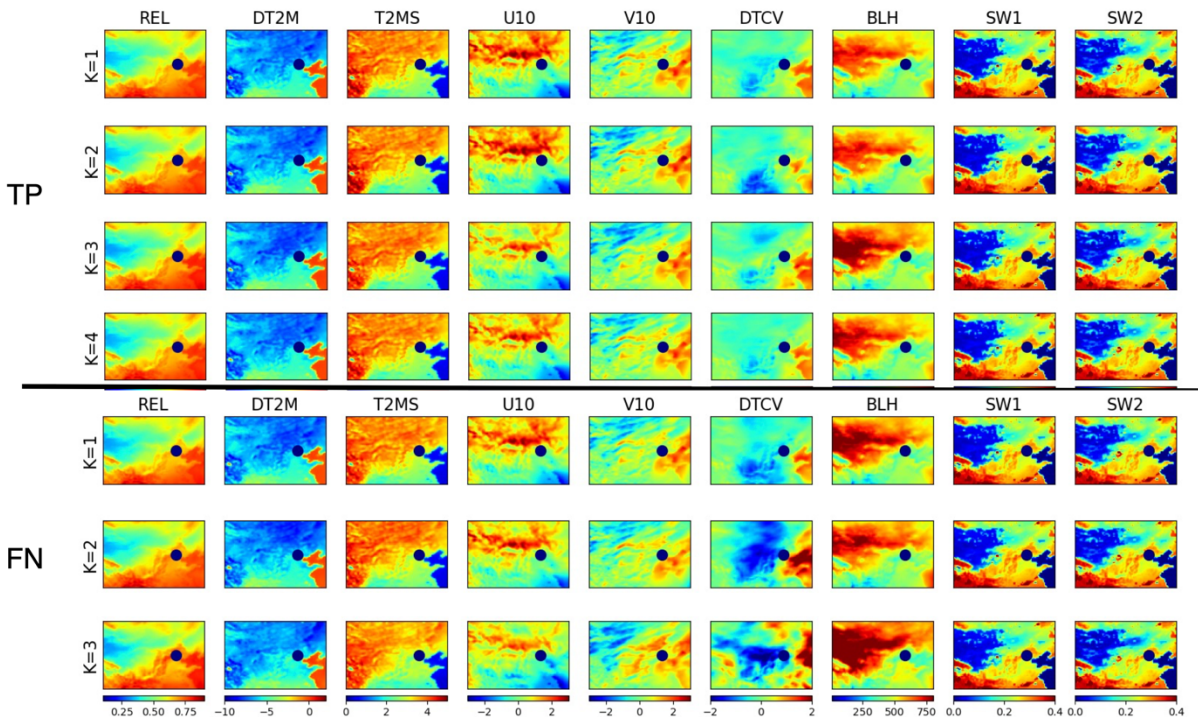 REL DT2M T2MS U10 V10 DTCV BLH SW1 SW2
K=1
K=2
TP
K=3
K=4
REL DT2M T2MS U10 V10 DTCV BLH SW1 SW2
K=1
FN
K=2
K=3
0.25 0.50 0.75 −10 −5 0 0 2 4 −2 0 2 −2 0 2 −2 0 2 250 500 750 0.0 0.2 0.4 0.0 0.2 0.4